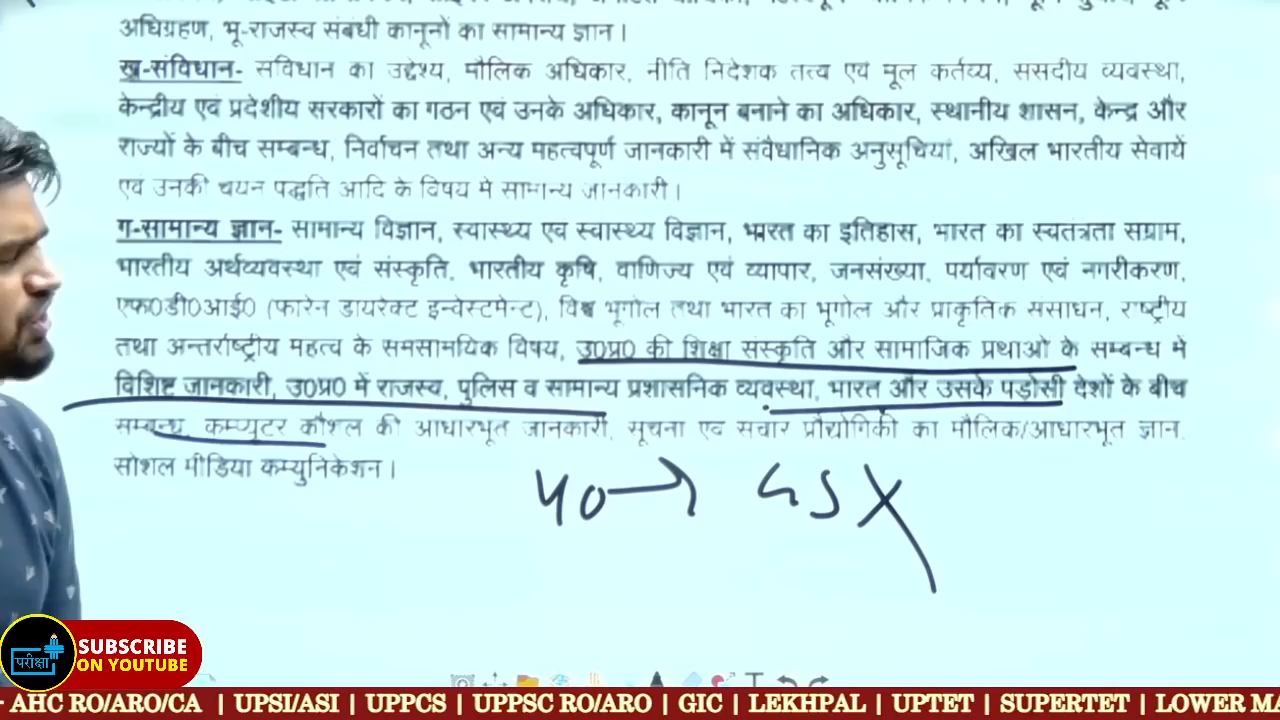 अधिग्रहण, भू-राजस्व संबंधी कानूनों का सामान्य ज्ञान।
ख-संविधान- सविधान का उद्देश्य, मौलिक अधिकार, नीति निदेशक तत्व एवं मूल कर्तव्य, ससदीय व्यवस्था,
केन्द्रीय एवं प्रदेशीय सरकारों का गठन एवं उनके अधिकार, कानून बनाने का अधिकार, स्थानीय शासन, केन्द्र और
राज्यों के बीच सम्बन्ध, निर्वाचन तथा अन्य महत्वपूर्ण जानकारी में संवैधानिक अनुसूचियां, अखिल भारतीय सेवायें
एवं उनकी चयन पद्धति आदि के विषय मे सामान्य जानकारी।
ग-सामान्य ज्ञान- सामान्य विज्ञान, स्वास्थ्य एव स्वास्थ्य विज्ञान, भारत का इतिहास, भारत का स्वतंत्रता सग्राम,
भारतीय अर्थव्यवस्था एवं संस्कृति, भारतीय कृषि, वाणिज्य एवं व्यापार, जनसंख्या, पर्यावरण एवं नगरीकरण,
एफ0डी0आई0 (फारेन डायरेक्ट इन्वेस्टमेन्ट), विश्व भूगोल तथा भारत का भूगोल और प्राकृतिक संसाधन, राष्ट्रीय
तथा अन्तर्राष्ट्रीय महत्व के समसामयिक विषय, उ0प्र0 की शिक्षा संस्कृति और सामाजिक प्रथाओ के सम्बन्ध में
विशिष्ट जानकारी, उ0प्र0 में राजस्व, पुलिस व सामान्य प्रशासनिक व्यवस्था, भारत और उसके पड़ोसी देशों के बीच
सम्बन्ध, कम्प्यूटर कौशल की आधारभूत जानकारी, सूचना एव सचार प्रौद्योगिकी का मौलिक/आधारभूत ज्ञान,
सोशल मीडिया कम्युनिकेशन।
40
परीक्षा
SUBSCRIBE
ON YOUTUBE
- AHC RO/ARO/CA | UPSI/ASI | UPPCS | UPPSC RO/ARO | GIC | LEKHPAL | UPTET | SUPERTET | LOWER MA